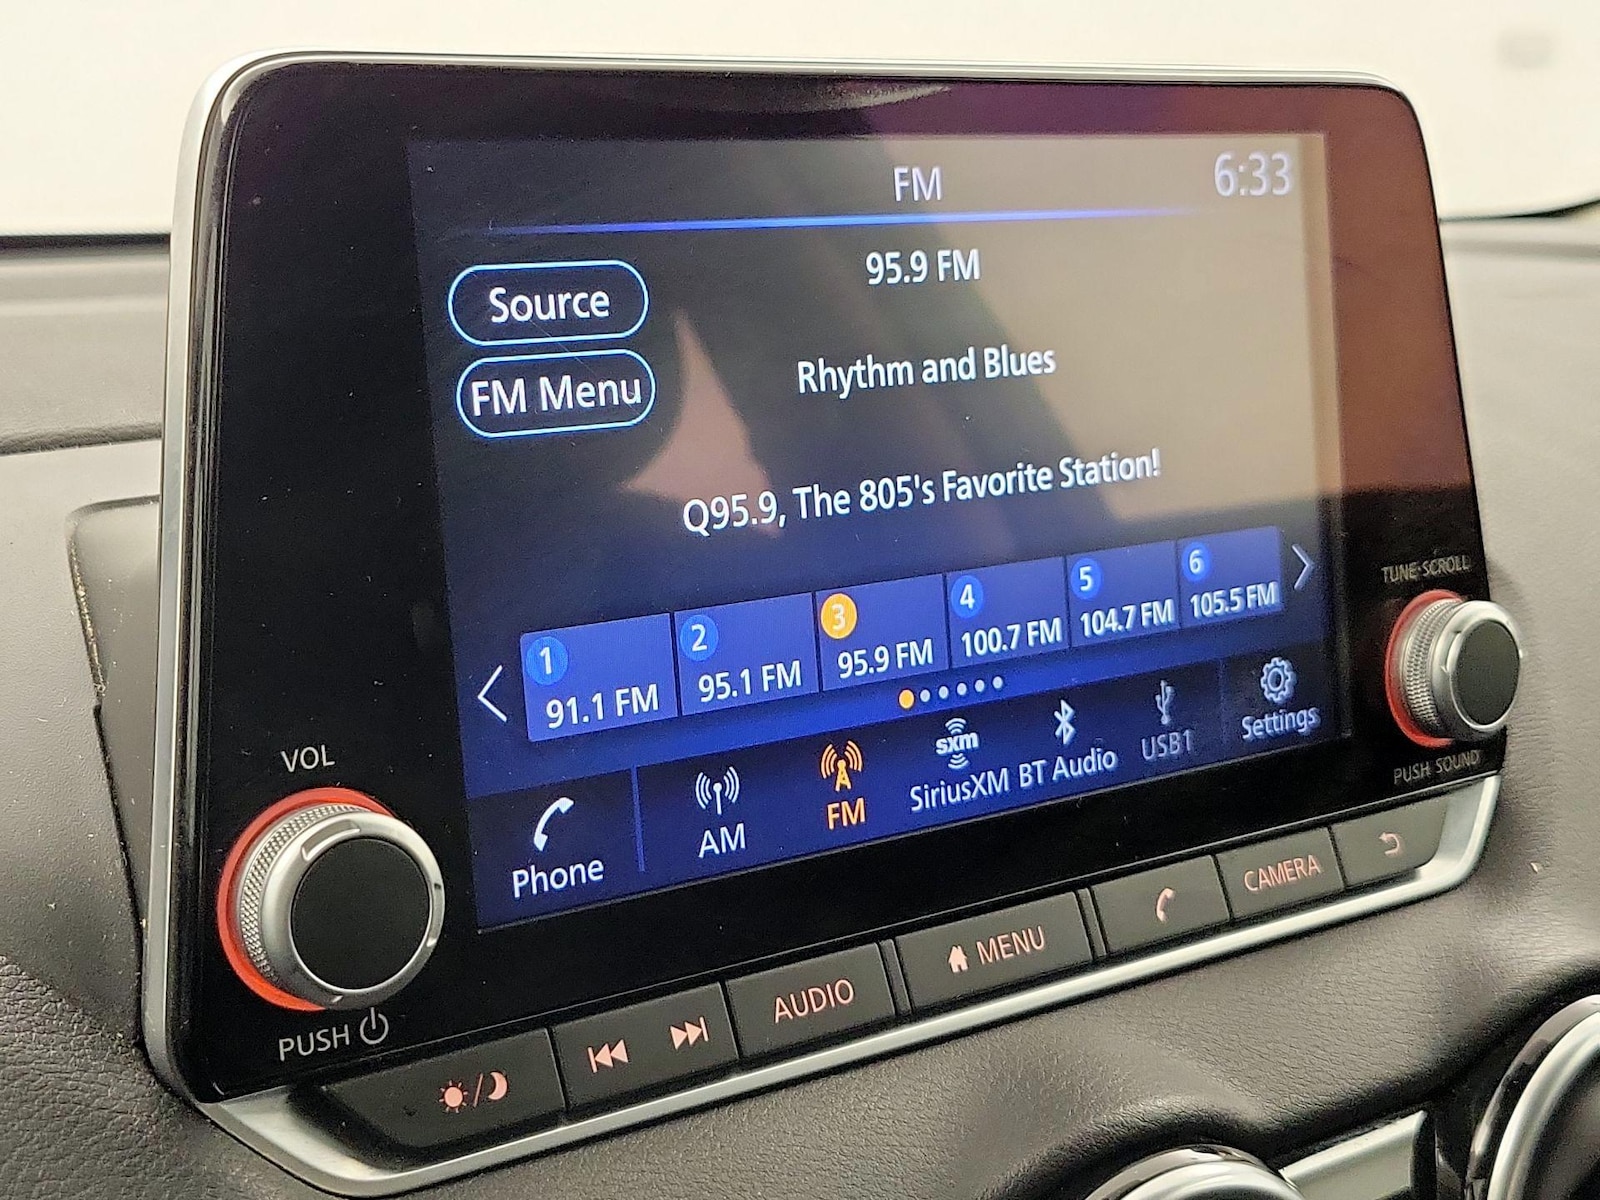 FM
6:33
95.9 FM
Source
FM Menu
Rhythm and Blues
Q95.9, The 805's Favorite Station!
1
91.1 FM
2
95.1 FM
3
95.9 FM
4
100.7 FM
5
104.7 FM
6
105.5 FM
Phone
AM
FM
sxm
SiriusXM
BT Audio
USB1
Settings
TUNE·SCROLL
PUSH SOUND
VOL
PUSH
AUDIO
MENU
CAMERA